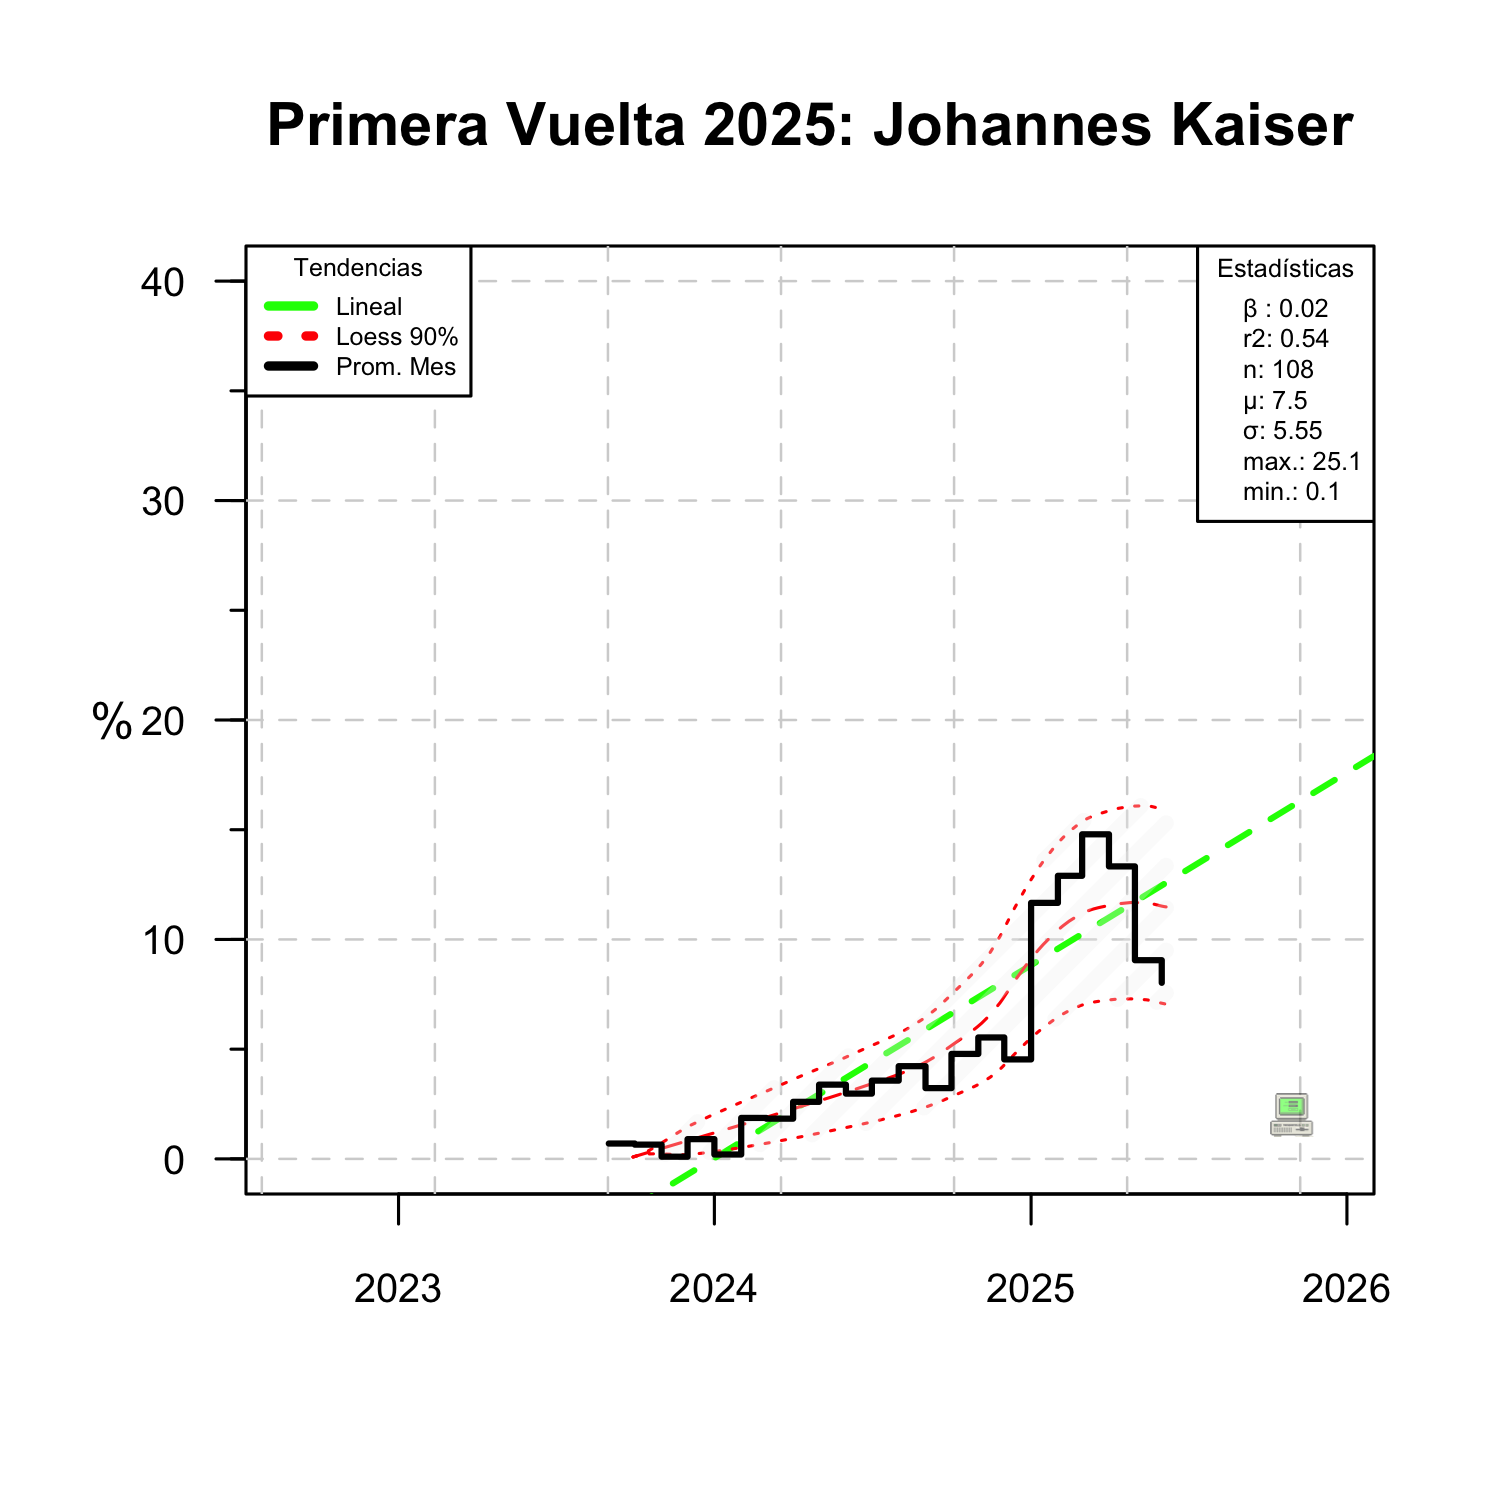 Primera Vuelta 2025: Johannes Kaiser
Tendencias
Lineal
Loess 90%
Prom. Mes
Estadísticas
β : 0.02
r2: 0.54
n: 108
μ: 7.5
σ: 5.55
max.: 25.1
min.: 0.1
40
30
% 20
10
0
2023 2024 2025 2026